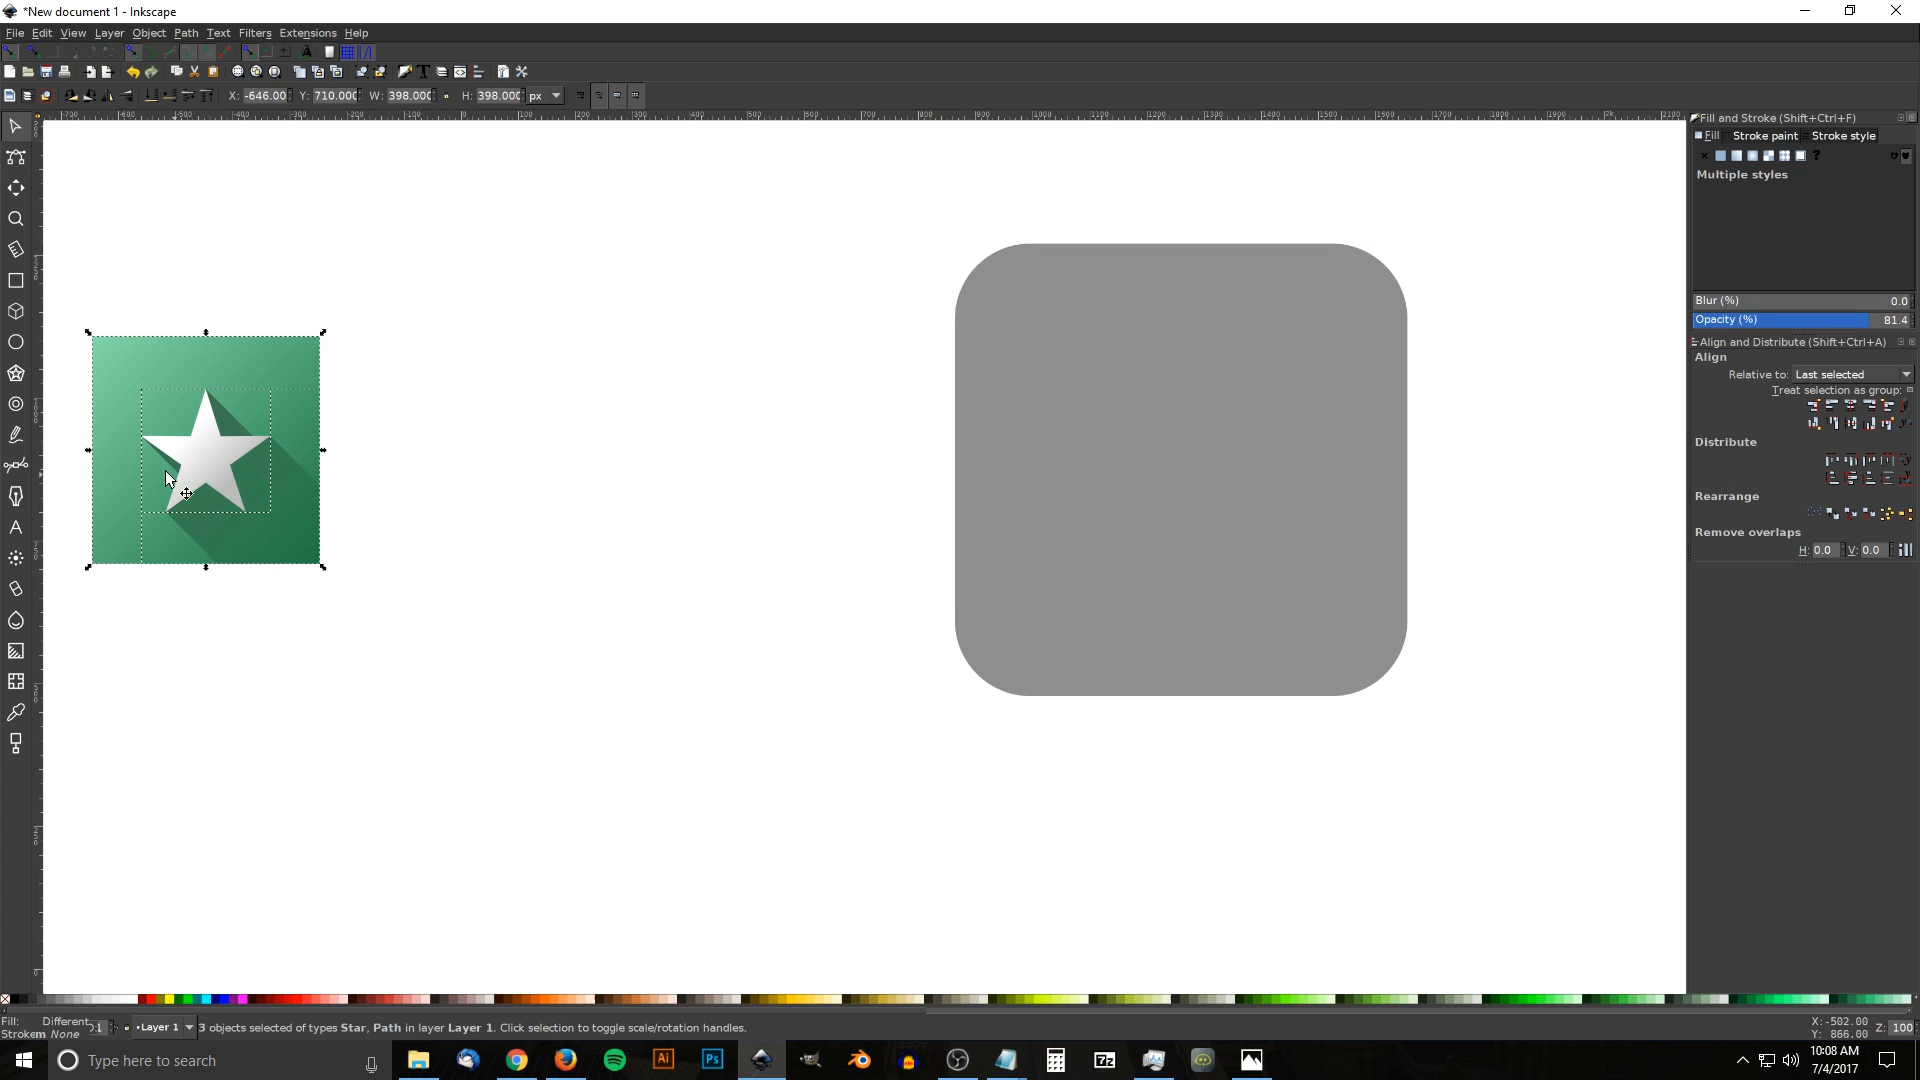 *New document 1 - Inkscape
File Edit View Layer Object Path Text Filters Extensions Help
X: -646.00 Y: 710.000 W: 398.000 H: 398.000 px
Fill and Stroke (Shift+Ctrl+F)
Fill Stroke paint Stroke style
Multiple styles
Blur (%) 0.0
Opacity (%) 81.4
Align and Distribute (Shift+Ctrl+A)
Align
Relative to: Last selected
Treat selection as group:
Distribute
Rearrange
Remove overlaps
H: 0.0 V: 0.0
Fill: Different
Stroke: None
•Layer 1 3 objects selected of types Star, Path in layer Layer 1. Click selection to toggle scale/rotation handles.
X: -502.00
Y: 866.00
Z: 100
Type here to search
Ai Ps 7z
10:08 AM
7/4/2017